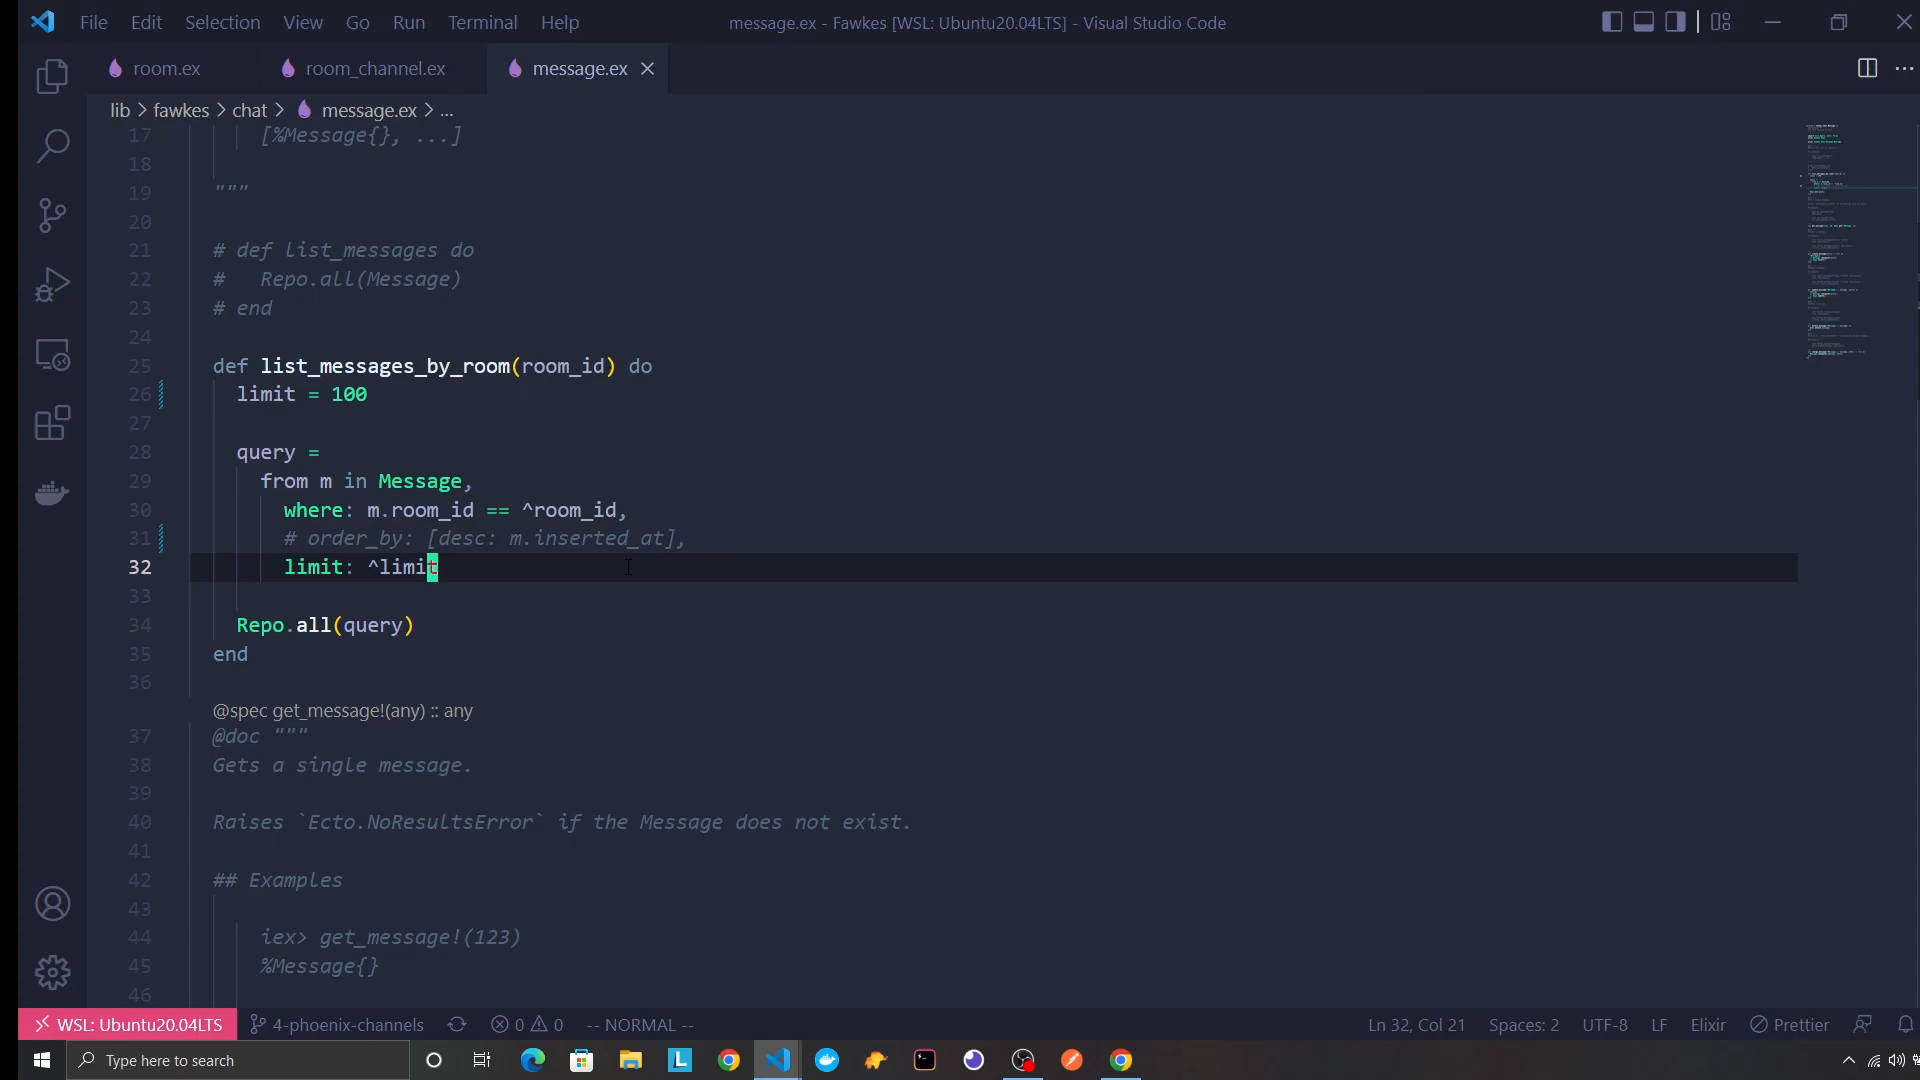 File Edit Selection View Go Run Terminal Help
message.ex - Fawkes [WSL: Ubuntu20.04LTS] - Visual Studio Code
room.ex
room_channel.ex
message.ex
lib > fawkes > chat > message.ex > ...
17 [%Message{}, ...]
18
19 """
20
21 # def list_messages do
22 #   Repo.all(Message)
23 # end
24
25 def list_messages_by_room(room_id) do
26 limit = 100
27
28 query =
29 from m in Message,
30 where: m.room_id == ^room_id,
31 # order_by: [desc: m.inserted_at],
32 limit: ^limit
33
34 Repo.all(query)
35 end
36
@spec get_message!(any) :: any
37 @doc """
38 Gets a single message.
39
40 Raises `Ecto.NoResultsError` if the Message does not exist.
41
42 ## Examples
43
44 iex> get_message!(123)
45 %Message{}
46
WSL: Ubuntu20.04LTS 4-phoenix-channels 0 0 -- NORMAL -- Ln 32, Col 21 Spaces: 2 UTF-8 LF Elixir Prettier
Type here to search
L